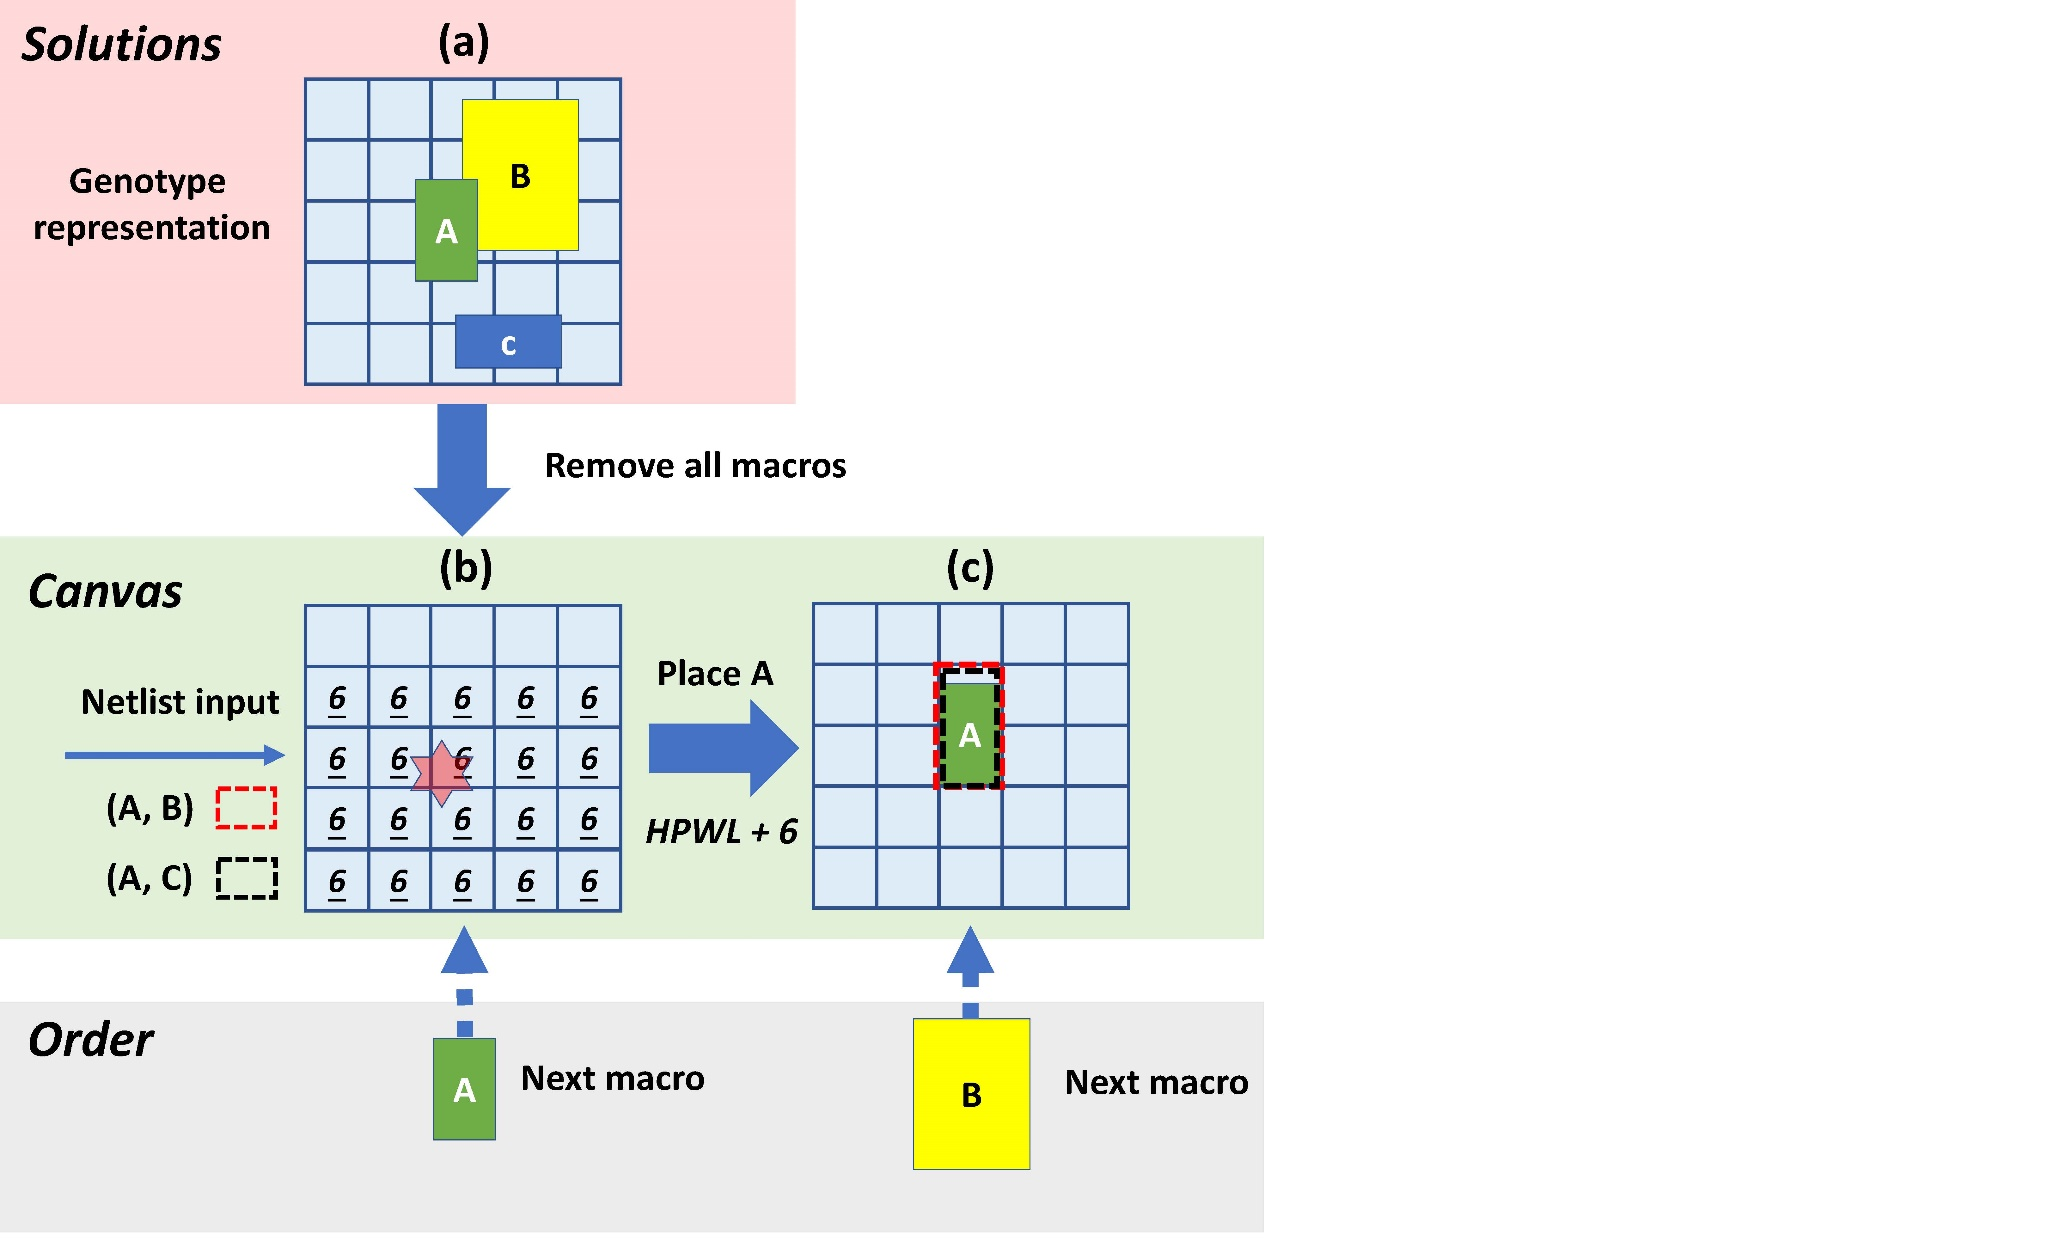 Solutions
(a)
Genotype
representation
B
A
c
Remove all macros
Canvas
(b)
(c)
Netlist input
(A, B)
(A, C)
6 6 6 6 6
6 6 6 6 6
6 6 6 6 6
6 6 6 6 6
Place A
HPWL + 6
A
Order
A
Next macro
B
Next macro